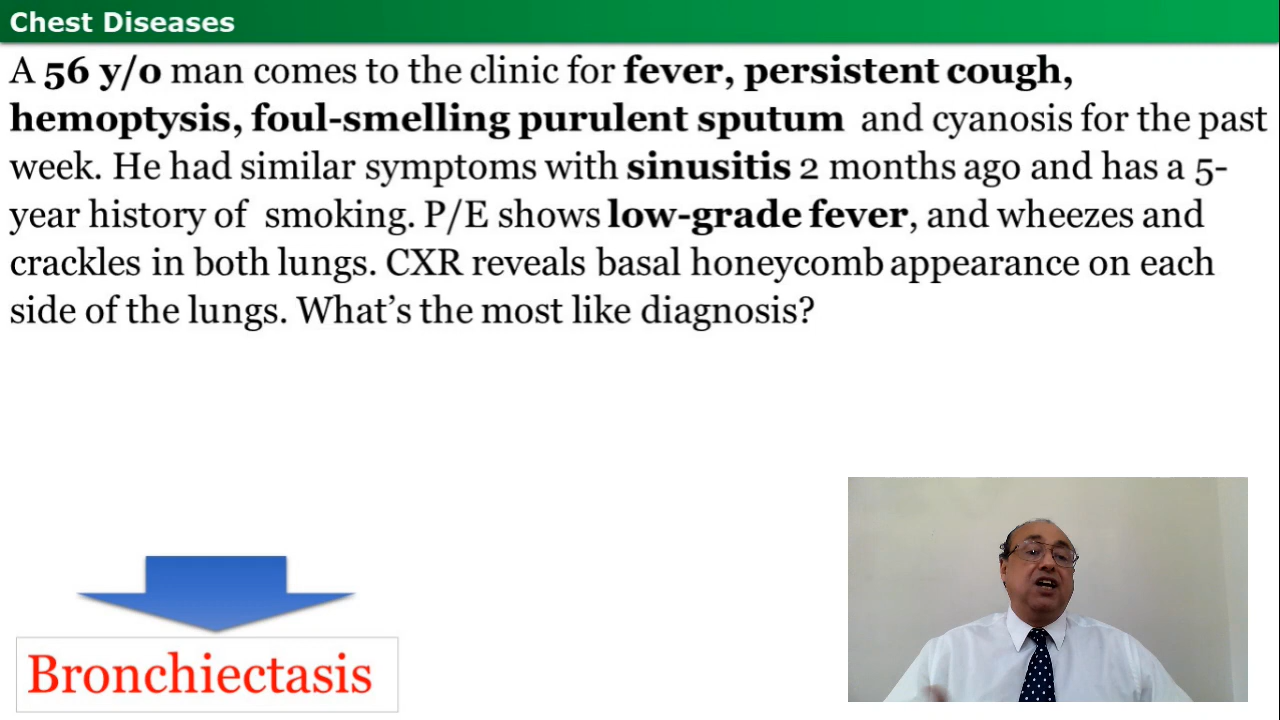 Chest Diseases
A 56 y/o man comes to the clinic for fever, persistent cough,
hemoptysis, foul-smelling purulent sputum and cyanosis for the past
week. He had similar symptoms with sinusitis 2 months ago and has a 5-
year history of smoking. P/E shows low-grade fever, and wheezes and
crackles in both lungs. CXR reveals basal honeycomb appearance on each
side of the lungs. What's the most like diagnosis?
Bronchiectasis